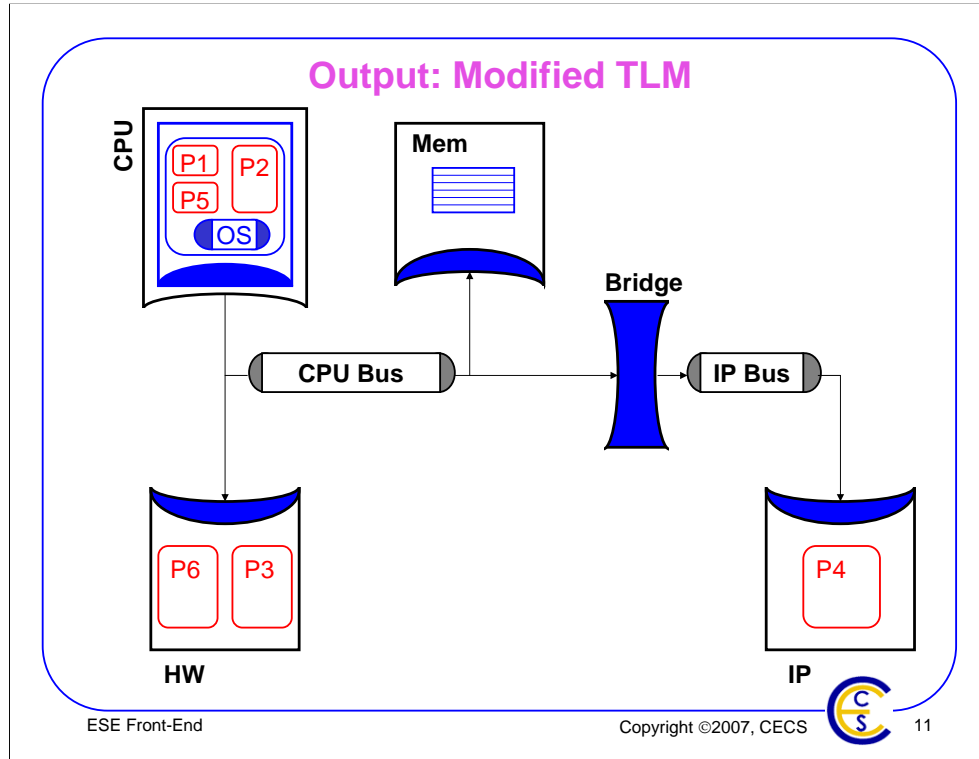 Output: Modified TLM
CPU
P1
P2
P5
OS
Mem
Bridge
CPU Bus
IP Bus
P6
P3
P4
HW
IP
ESE Front-End
Copyright ©2007, CECS
C
E
S
11